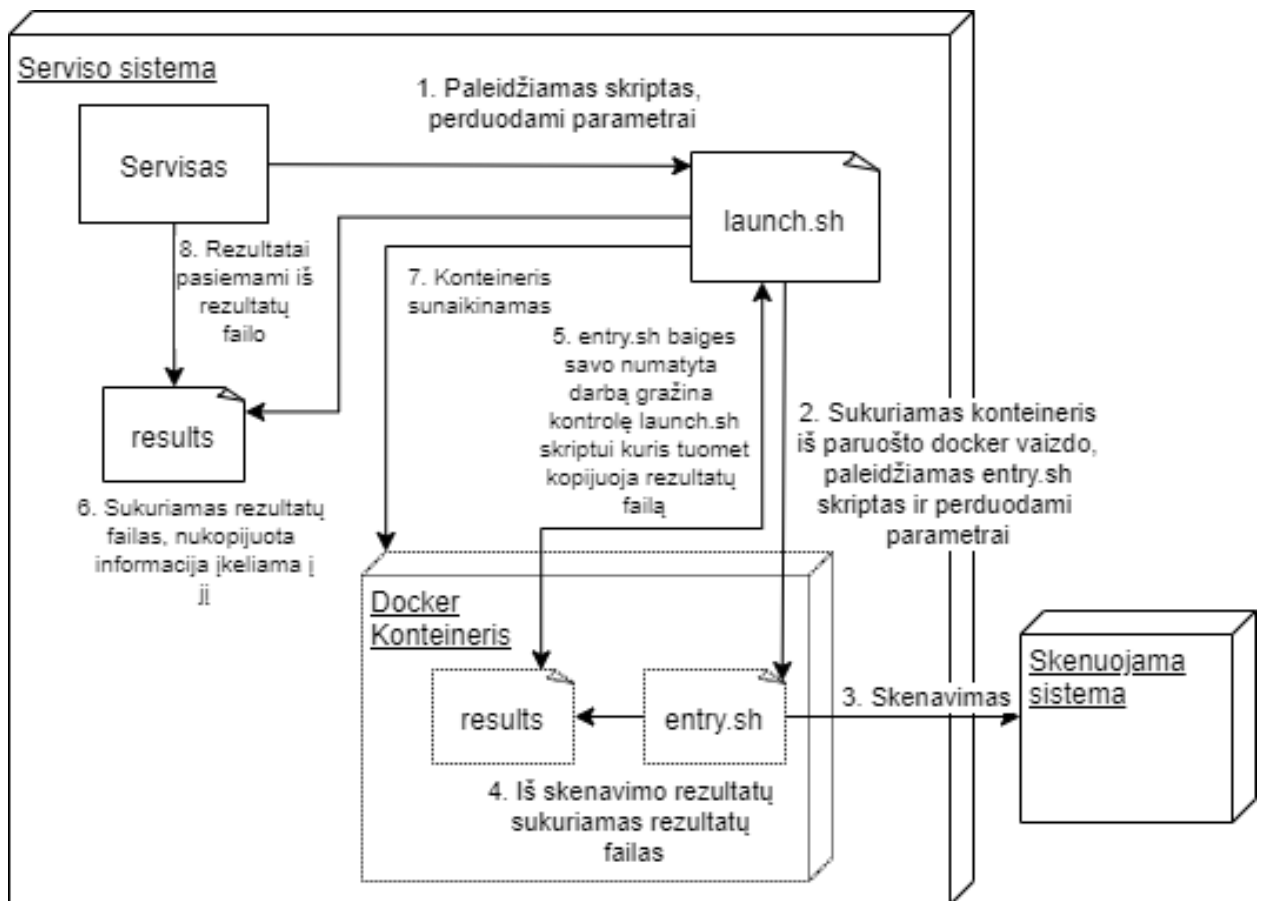 Serviso sistema
1. Paleidžiamas skriptas,
perduodami parametrai
Servisas
launch.sh
8. Rezultatai
pasiemami iš
rezultatų
failo
7. Konteineris
sunaikinamas
5. entry.sh baiges
savo numatyta
darbą gražina
kontrolę launch.sh
skriptui kuris tuomet
kopijuoja rezultatų
failą
2. Sukuriamas konteineris
iš paruošto docker vaizdo,
paleidžiamas entry.sh
skriptas ir perduodami
parametrai
results
6. Sukuriamas rezultatų
failas, nukopijuota
informacija įkeliama į
jį
Docker
Konteineris
results
entry.sh
3. Skenavimas
Skenuojama
sistema
4. Iš skenavimo rezultatų
sukuriamas rezultatų
failas